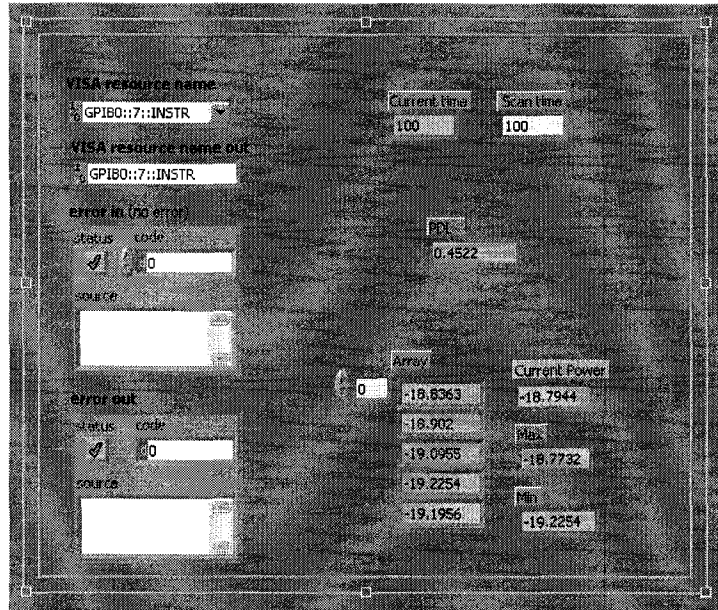 VISA resource name
GPIB0::7::INSTR
VISA resource name out
GPIB0::7::INSTR
error in (no error)
status code
0
source
error out
status code
0
source
Current time
100
Scan time
100
PDL
0.4522
0
Array
-18.8363
-18.902
-19.0955
-19.2254
-19.1956
Current Power
-18.7944
Max
-18.7732
Min
-19.2254